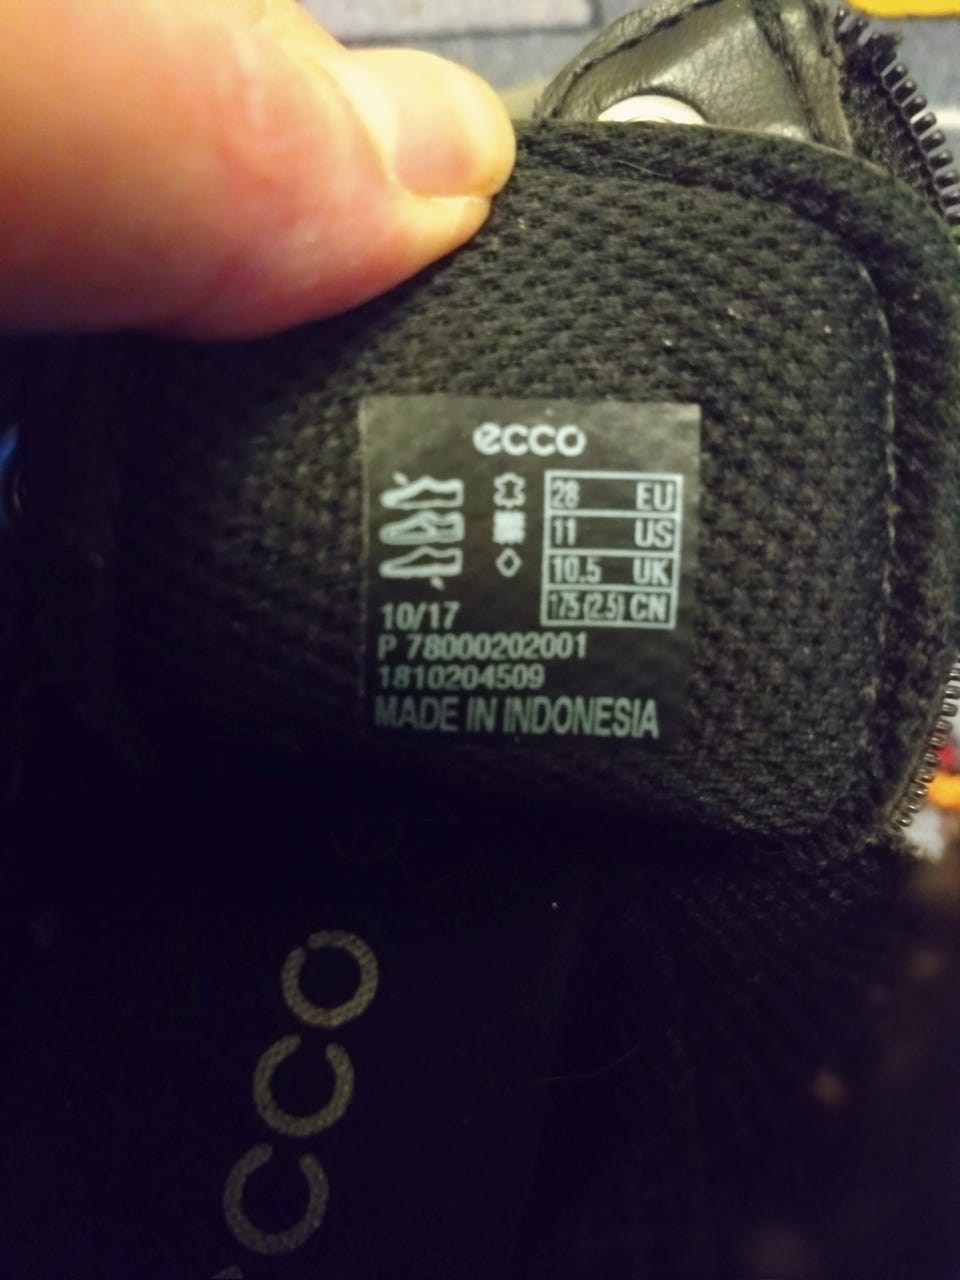 ecco
28 EU
11 US
10.5 UK
175 (2.5) CN
10/17
P 78000202001
1810204509
MADE IN INDONESIA
CCO